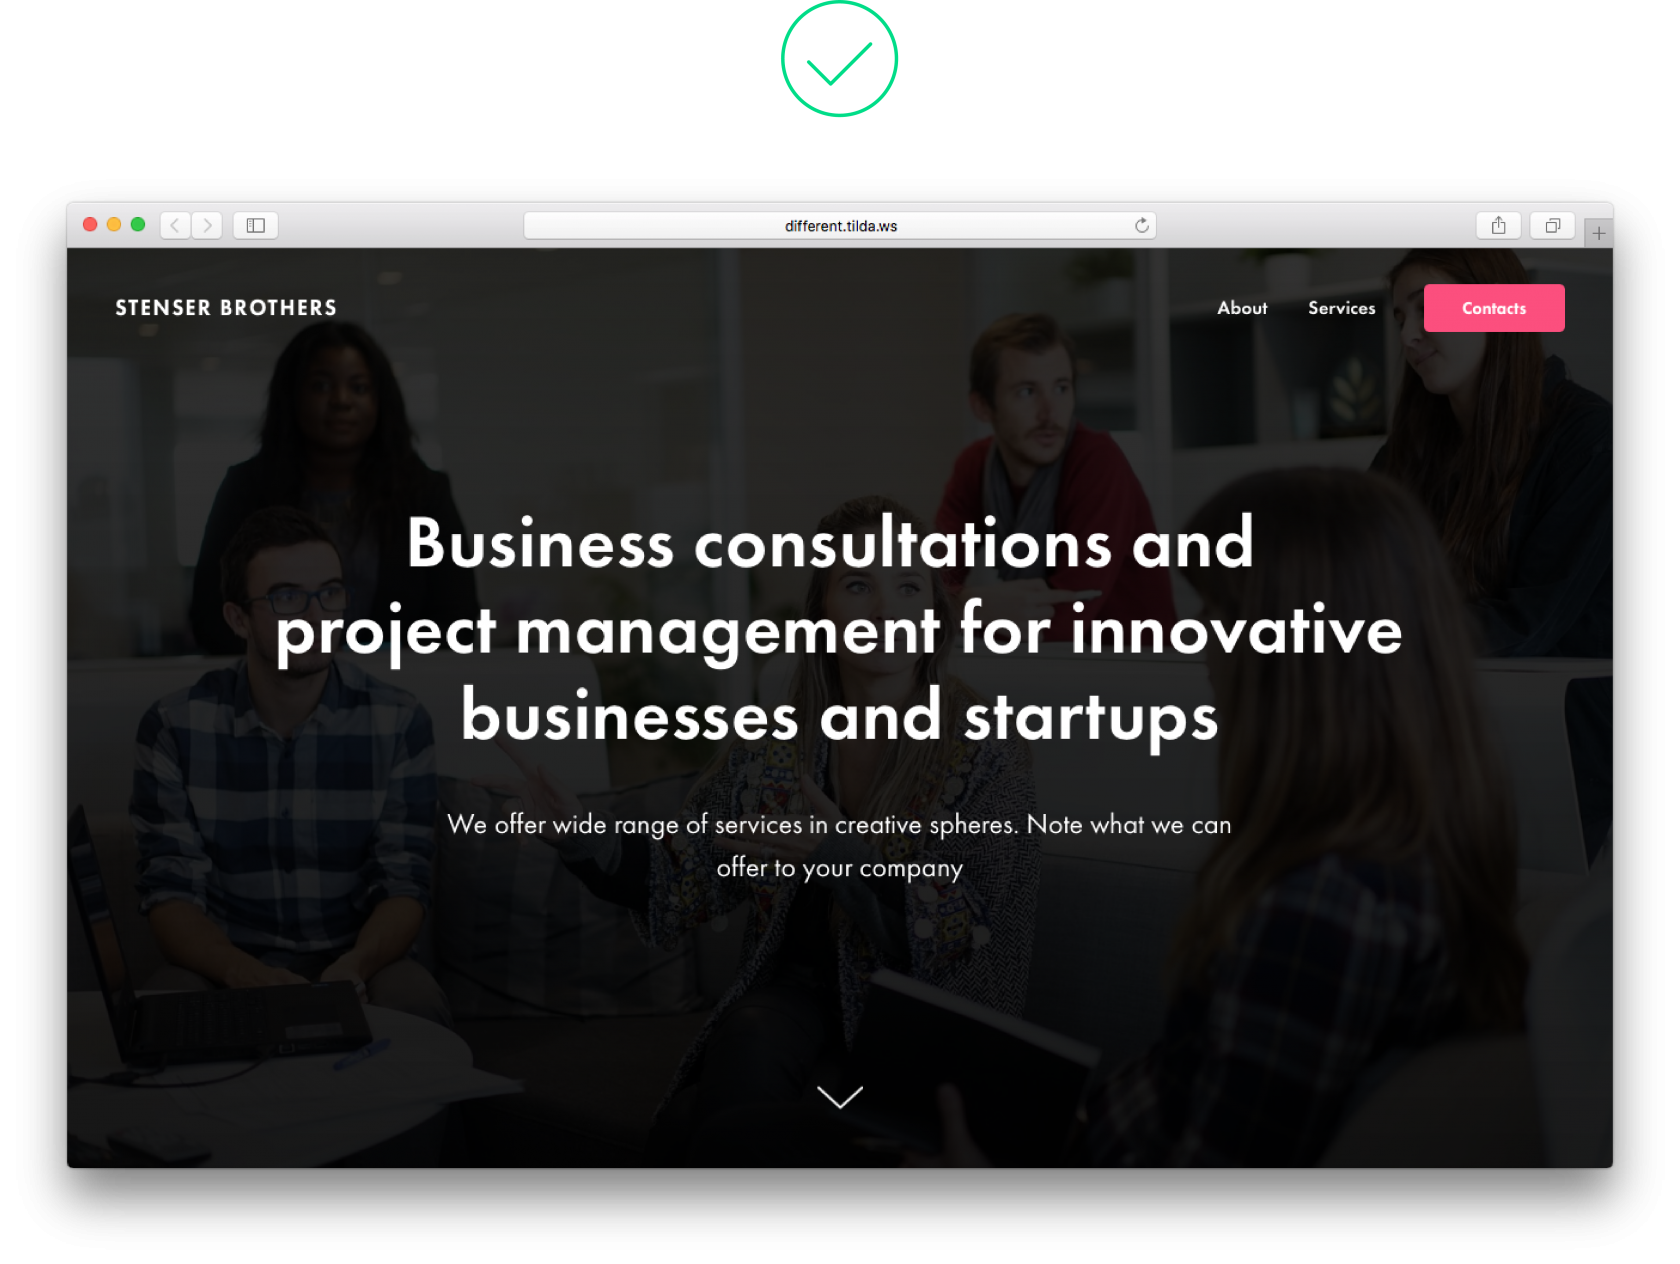 different.tilda.ws
STENSER BROTHERS
About
Services
Contacts
Business consultations and
project management for innovative
businesses and startups
We offer wide range of services in creative spheres. Note what we can
offer to your company